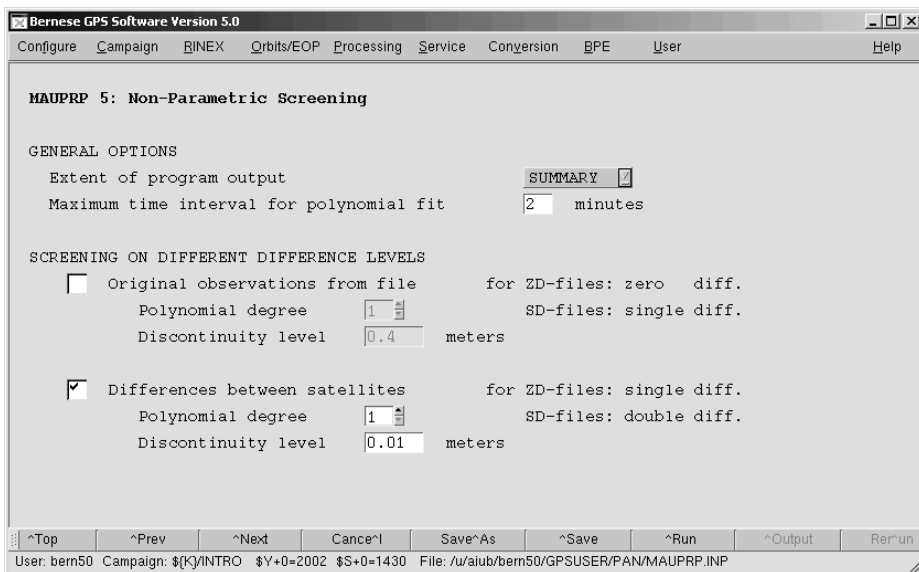 Bernese GPS Software Version 5.0
Configure Campaign RINEX Orbits/EOP Processing Service Conversion BPE User Help
MAUPRP 5: Non-Parametric Screening
GENERAL OPTIONS
Extent of program output SUMMARY
Maximum time interval for polynomial fit 2 minutes
SCREENING ON DIFFERENT DIFFERENCE LEVELS
Original observations from file for ZD-files: zero diff.
Polynomial degree 1 SD-files: single diff.
Discontinuity level 0.4 meters
Differences between satellites for ZD-files: single diff.
Polynomial degree 1 SD-files: double diff.
Discontinuity level 0.01 meters
^Top ^Prev ^Next Cance^l Save^As ^Save ^Run ^Output Rer^un
User: bern50 Campaign: ${K}/INTRO $Y+0=2002 $S+0=1430 File: /u/aiub/bern50/GPSUSER/PAN/MAUPRP.INP